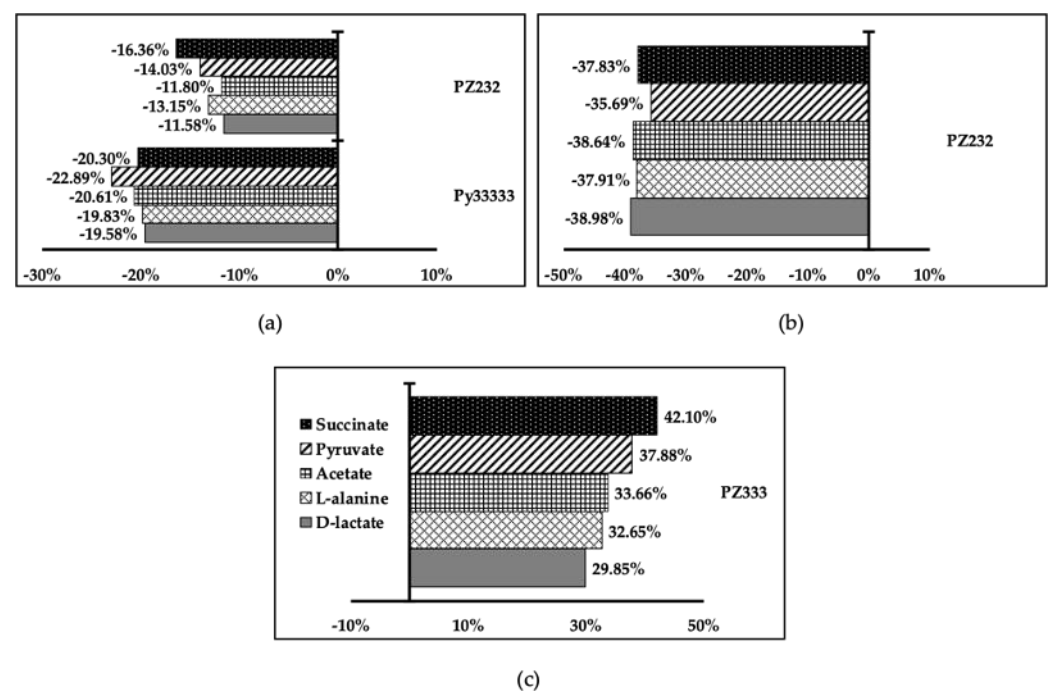 -16.36%
-14.03%
-11.80%
-13.15%
-11.58%
PZ232
-20.30%
-22.89%
-20.61%
-19.83%
-19.58%
Py33333
-30% -20% -10% 0% 10%
(a)
-37.83%
-35.69%
-38.64%
-37.91%
-38.98%
PZ232
-50% -40% -30% -20% -10% 0% 10%
(b)
Succinate
Pyruvate
Acetate
L-alanine
D-lactate
42.10%
37.88%
33.66%
32.65%
29.85%
PZ333
-10% 10% 30% 50%
(c)